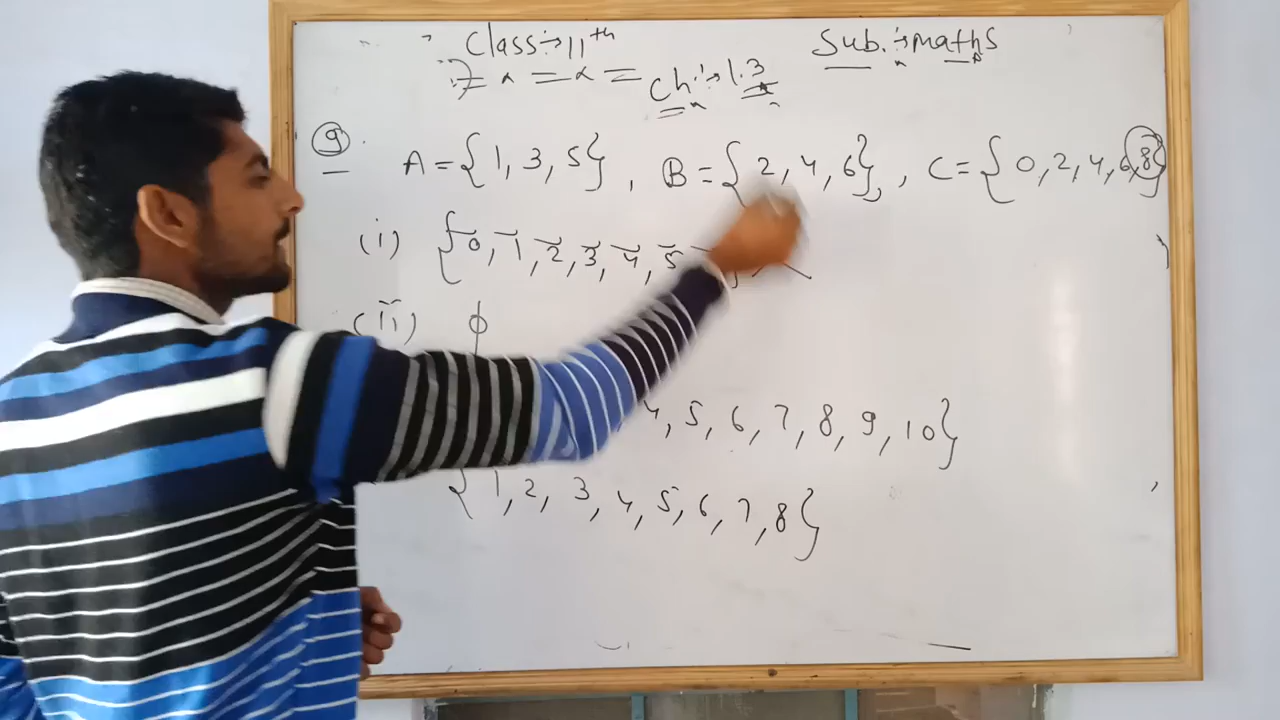 Class:- 11th Sub. :- maths
Ch:- 1.3
9. A = {1, 3, 5}, B = {2, 4, 6}, C = {0, 2, 4, 6, 8}
(i) {0, 1, 2, 3, 4, 5
(ii) ϕ
4, 5, 6, 7, 8, 9, 10}
{1, 2, 3, 4, 5, 6, 7, 8}